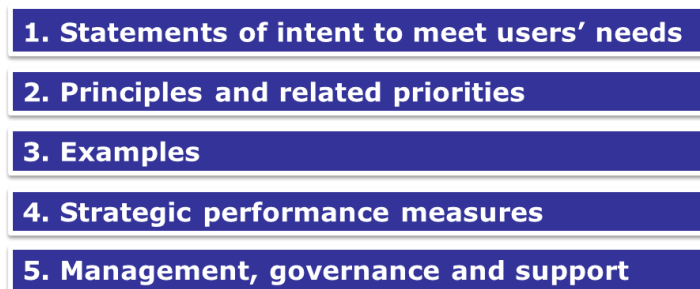 1. Statements of intent to meet users’ needs
2. Principles and related priorities
3. Examples
4. Strategic performance measures
5. Management, governance and support